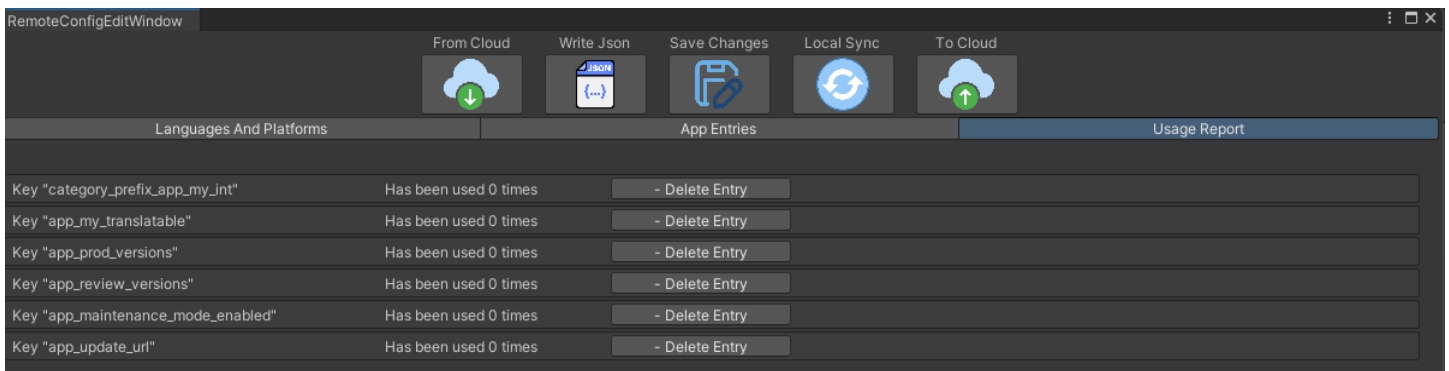 RemoteConfigEditWindow
From Cloud Write Json Save Changes Local Sync To Cloud
JSON
{...}
Languages And Platforms App Entries Usage Report
Key "category_prefix_app_my_int" Has been used 0 times - Delete Entry
Key "app_my_translatable" Has been used 0 times - Delete Entry
Key "app_prod_versions" Has been used 0 times - Delete Entry
Key "app_review_versions" Has been used 0 times - Delete Entry
Key "app_maintenance_mode_enabled" Has been used 0 times - Delete Entry
Key "app_update_url" Has been used 0 times - Delete Entry